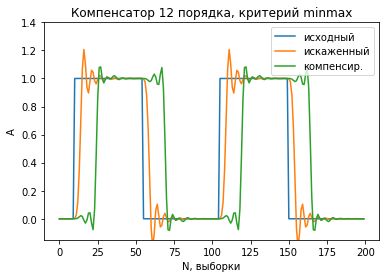 Компенсатор 12 порядка, критерий minmax
исходный
искаженный
компенсир.
A
1.4
1.2
1.0
0.8
0.6
0.4
0.2
0.0
0 25 50 75 100 125 150 175 200
N, выборки